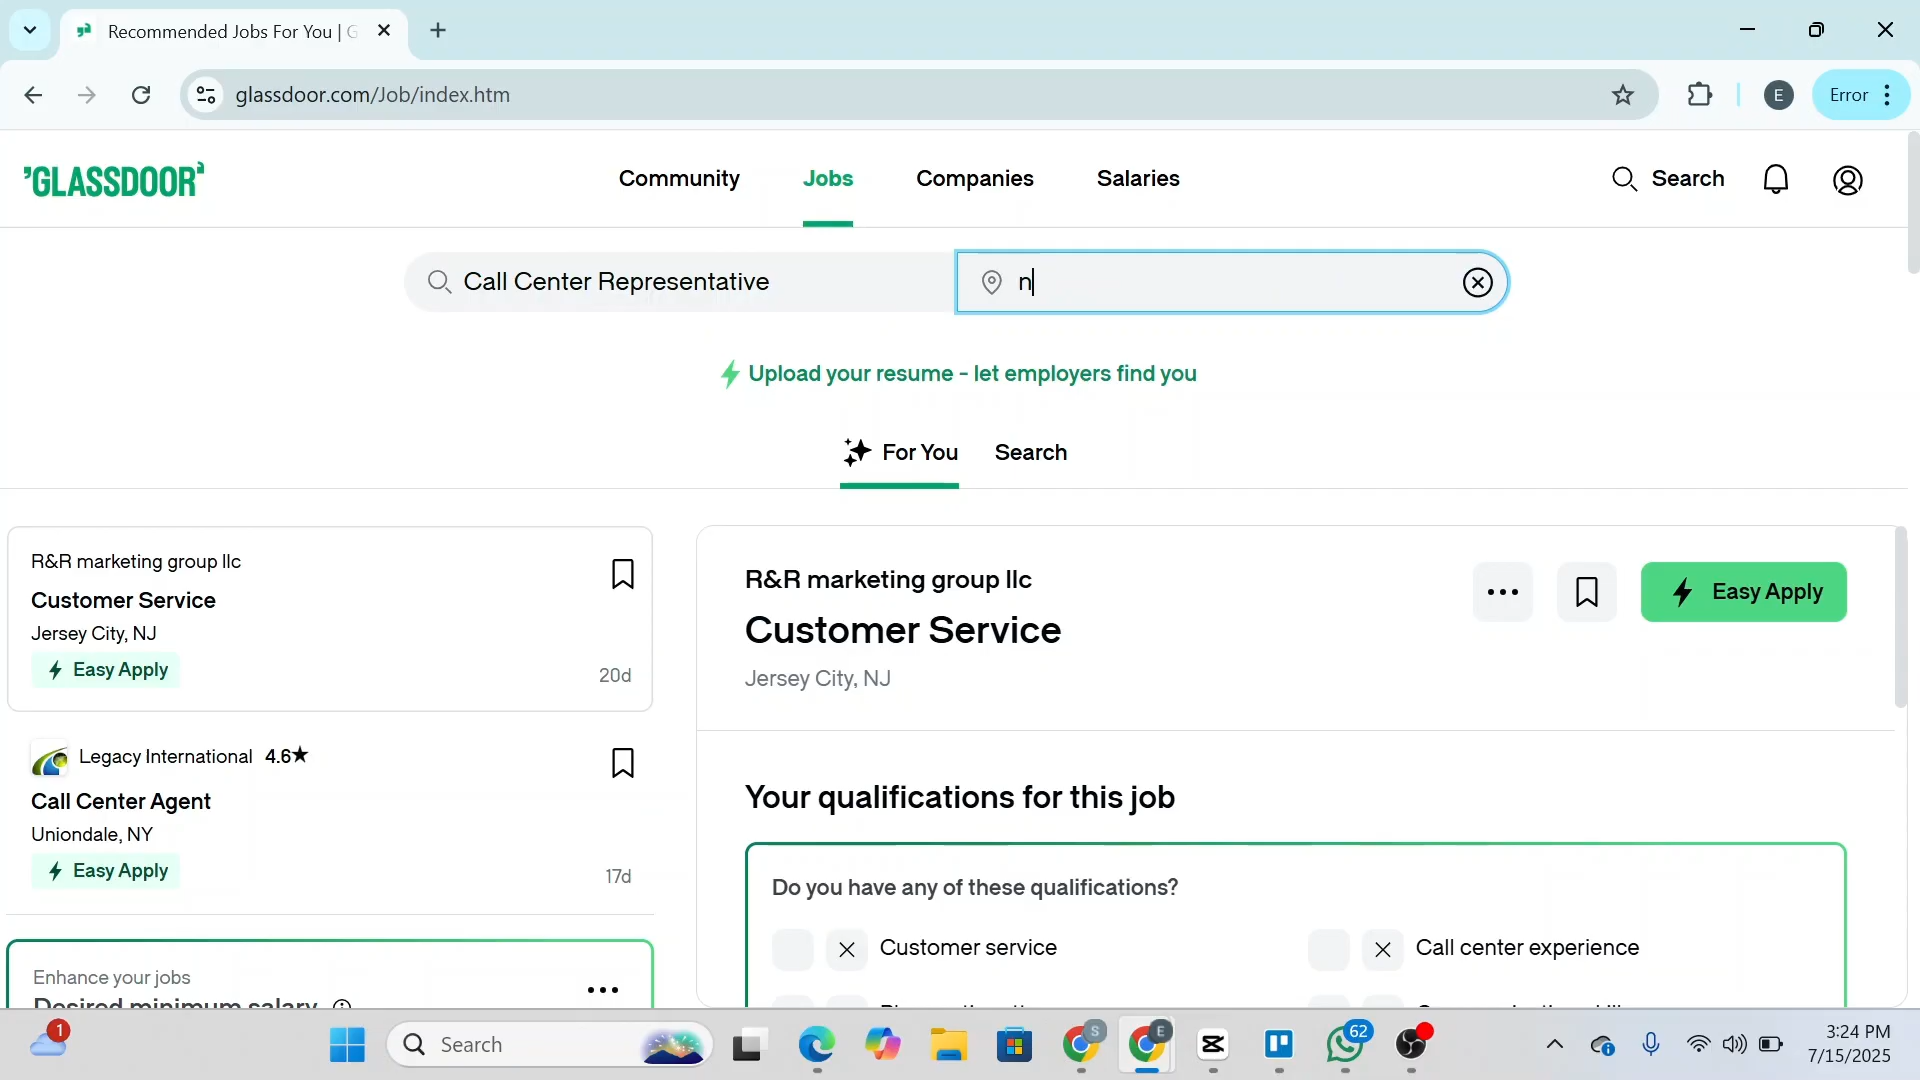 Recommended Jobs For You | G
glassdoor.com/Job/index.htm
E
Error
GLASSDOOR
Community
Jobs
Companies
Salaries
Search
Call Center Representative
n
Upload your resume - let employers find you
For You
Search
R&R marketing group llc
Customer Service
Jersey City, NJ
Easy Apply
20d
Legacy International 4.6★
Call Center Agent
Uniondale, NY
Easy Apply
17d
Enhance your jobs
Desired minimum salary
R&R marketing group llc
Customer Service
Jersey City, NJ
Easy Apply
Your qualifications for this job
Do you have any of these qualifications?
Customer service
Call center experience
1
Search
S
E
62
3:24 PM
7/15/2025